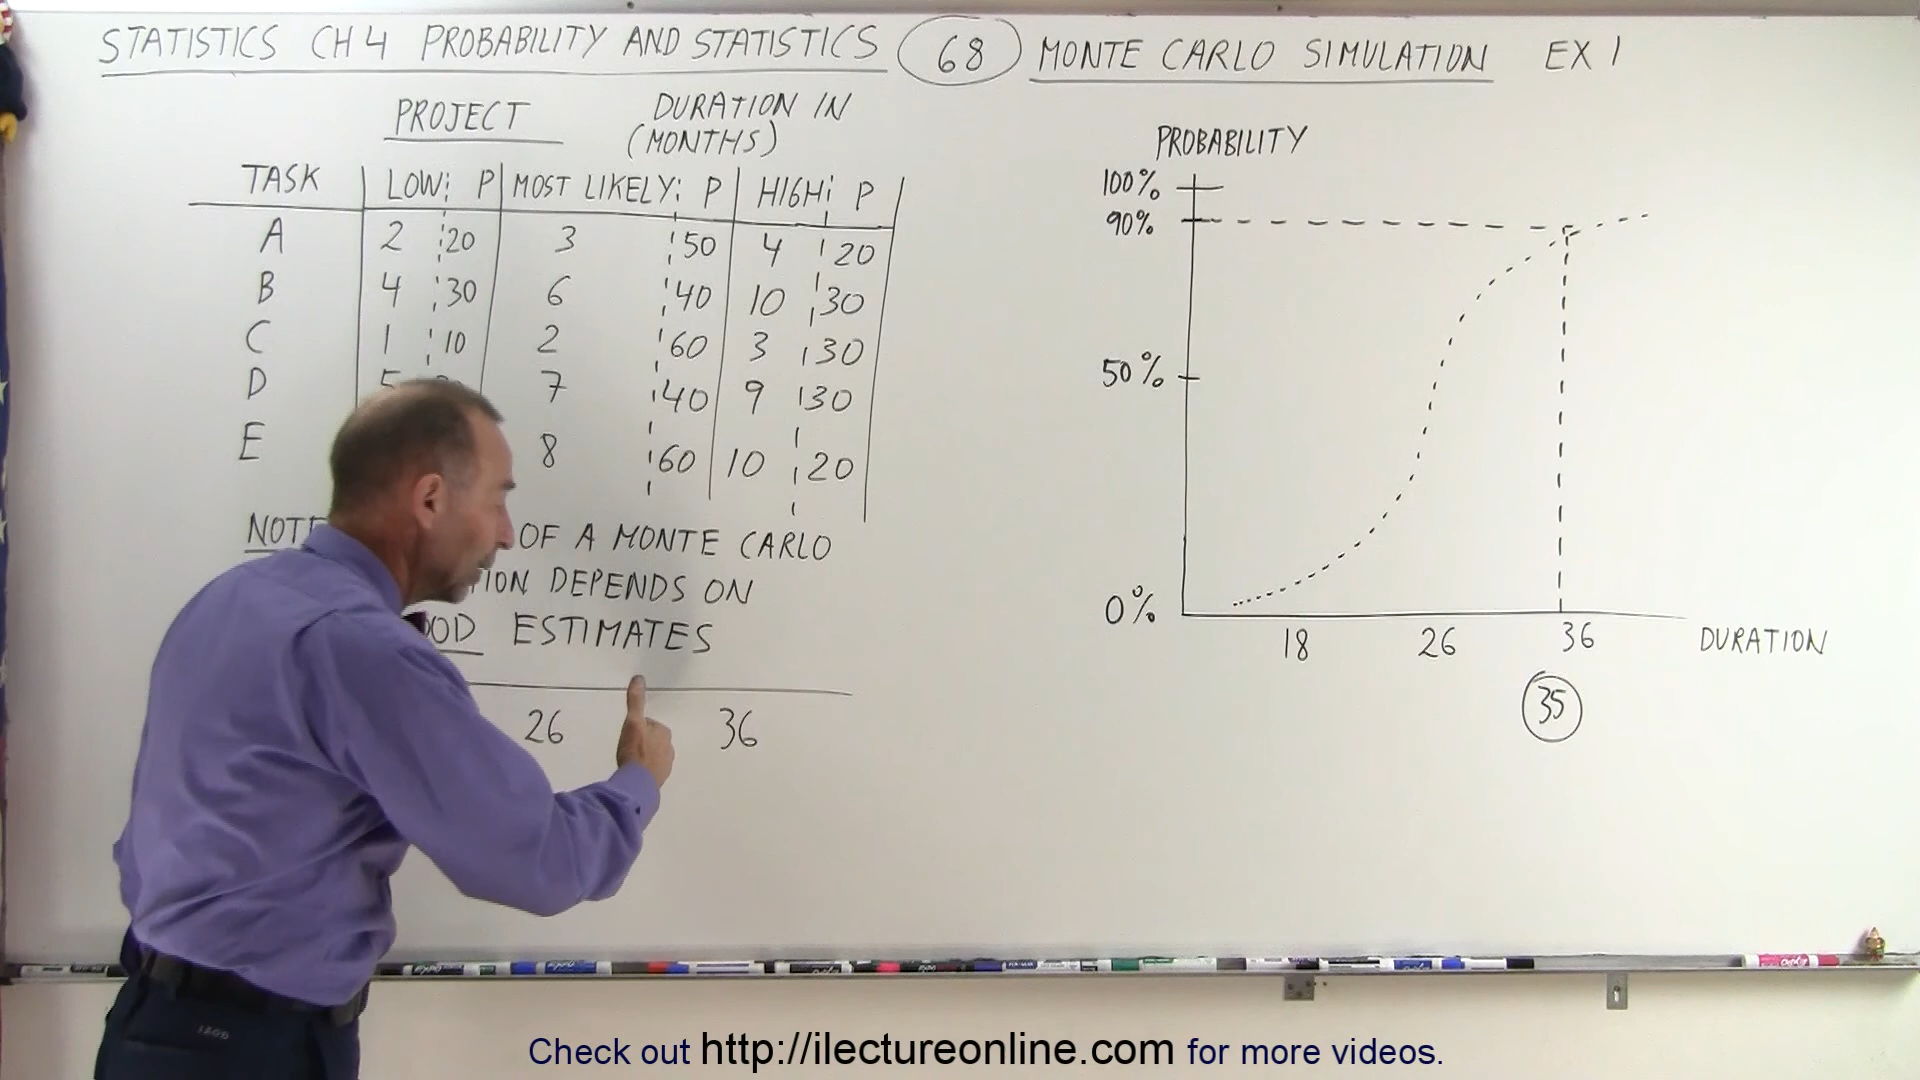 STATISTICS CH 4 PROBABILITY AND STATISTICS 68 MONTE CARLO SIMULATION EX 1
PROJECT DURATION IN
(MONTHS)
TASK LOW P MOST LIKELY P HIGH P
A 2 20 3 50 4 20
B 4 30 6 40 10 30
C 1 10 2 60 3 30
D 5 7 40 9 30
E 8 60 10 20
OF A MONTE CARLO
DEPENDS ON
ESTIMATES
26 36
PROBABILITY
100%
90%
50%
0%
18 26 36 DURATION
35
IZOD
Check out http://ilectureonline.com for more videos.